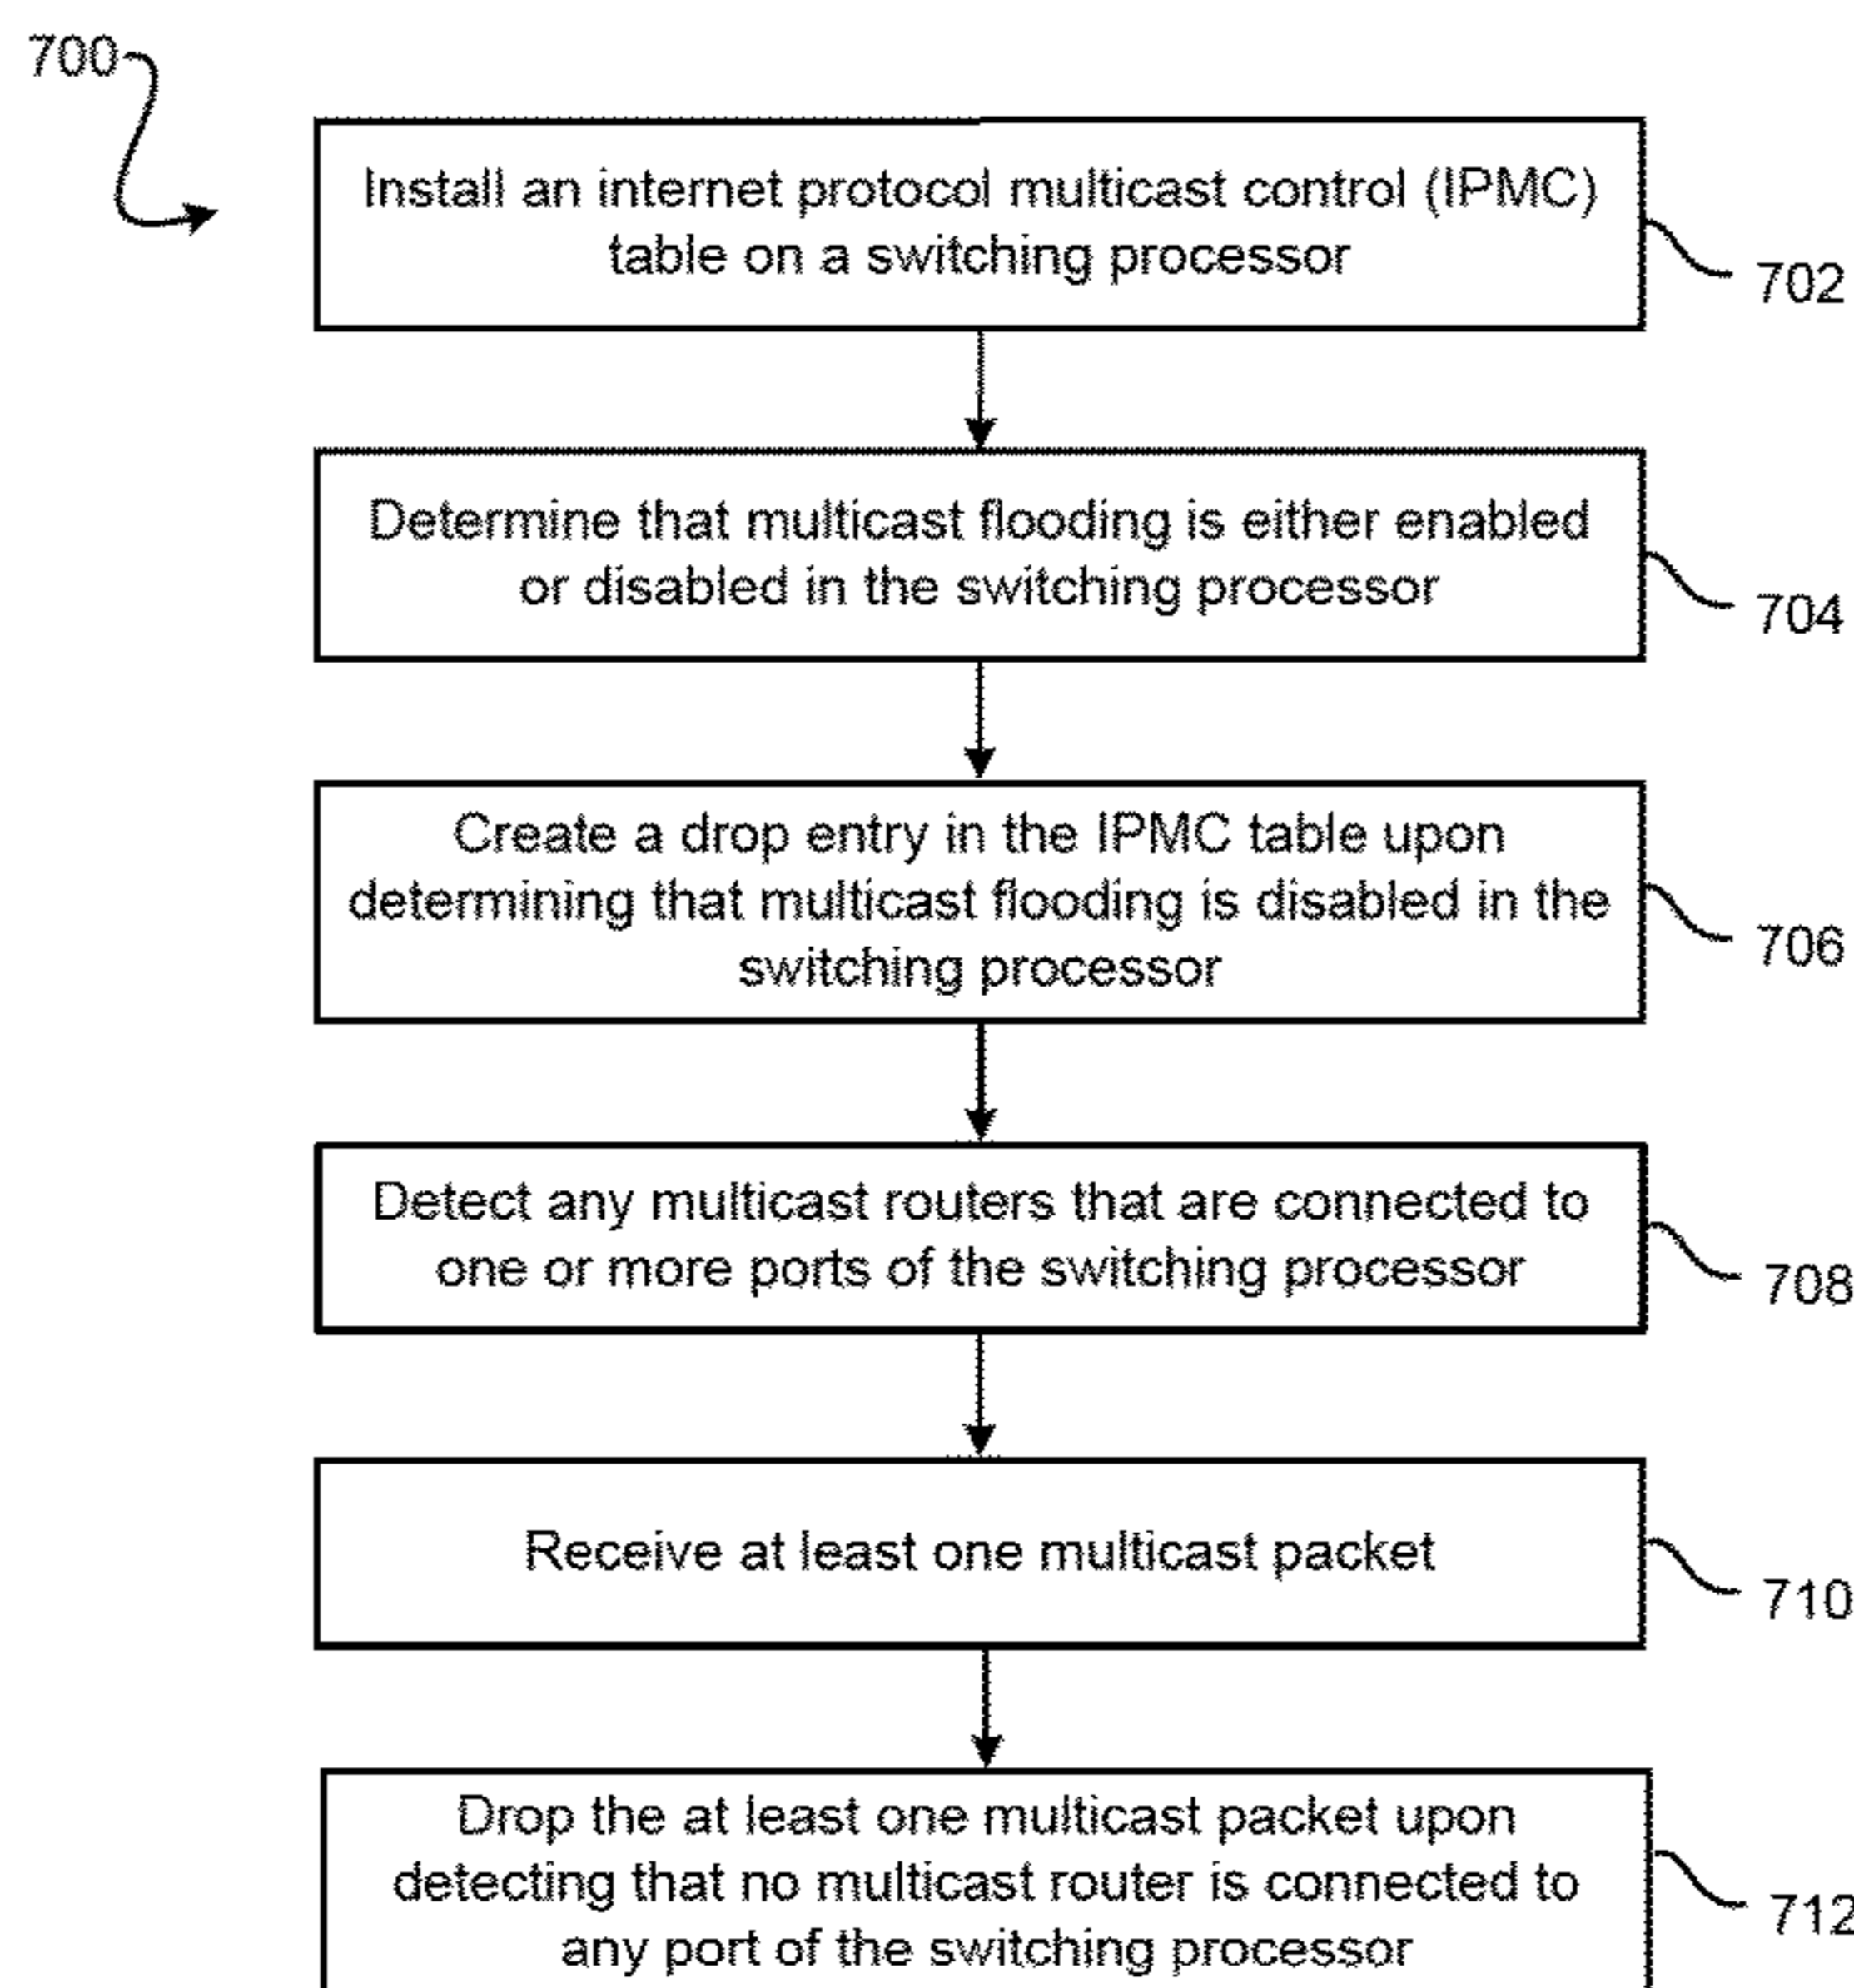 700
Install an internet protocol multicast control (IPMC)
table on a switching processor
702
Determine that multicast flooding is either enabled
or disabled in the switching processor
704
Create a drop entry in the IPMC table upon
determining that multicast flooding is disabled in the
switching processor
706
Detect any multicast routers that are connected to
one or more ports of the switching processor
708
Receive at least one multicast packet
710
Drop the at least one multicast packet upon
detecting that no multicast router is connected to
any port of the switching processor
712